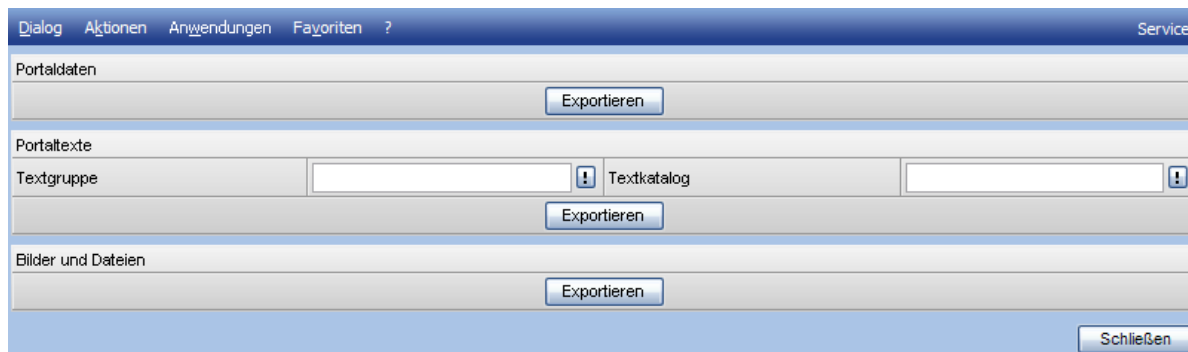 Dialog Aktionen Anwendungen Favoriten ? Service
Portaldaten
Exportieren
Portaltexte
Textgruppe ! Textkatalog !
Exportieren
Bilder und Dateien
Exportieren
Schließen